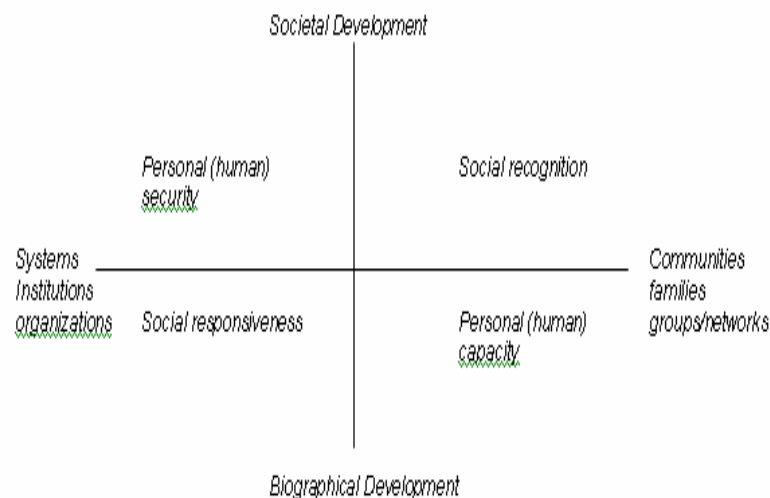 Societal Development
Personal (human)
security
Social recognition
Systems
Institutions
organizations
Communities
families
groups/networks
Social responsiveness
Personal (human)
capacity
Biographical Development